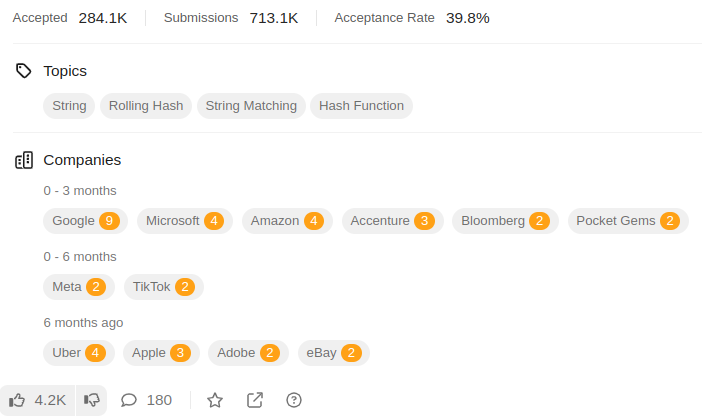 Accepted 284.1K Submissions 713.1K Acceptance Rate 39.8%
Topics
String Rolling Hash String Matching Hash Function
Companies
0 - 3 months
Google 9 Microsoft 4 Amazon 4 Accenture 3 Bloomberg 2 Pocket Gems 2
0 - 6 months
Meta 2 TikTok 2
6 months ago
Uber 4 Apple 3 Adobe 2 eBay 2
4.2K 180